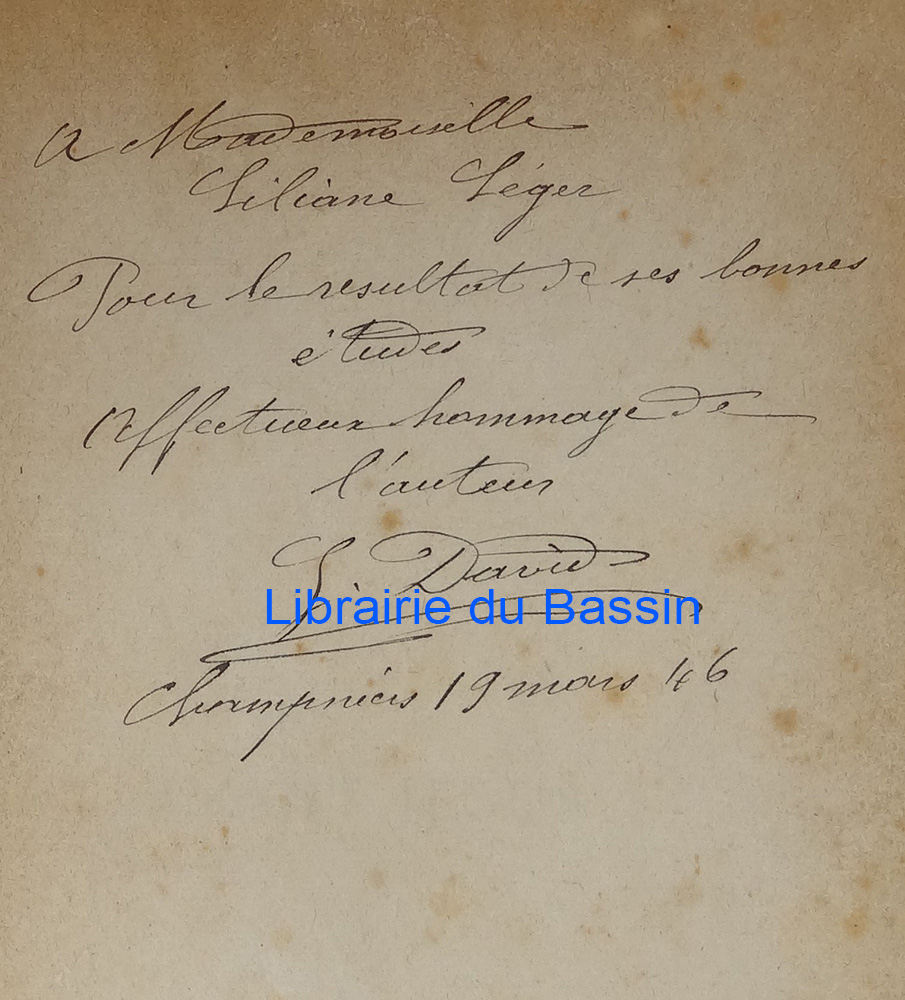 A Mademoiselle
Liliane Léger
Pour le resultat de ses bonnes
études
Affectueux hommage de
l'auteur
L. David
Librairie du Bassin
Champniers 19 mars 46